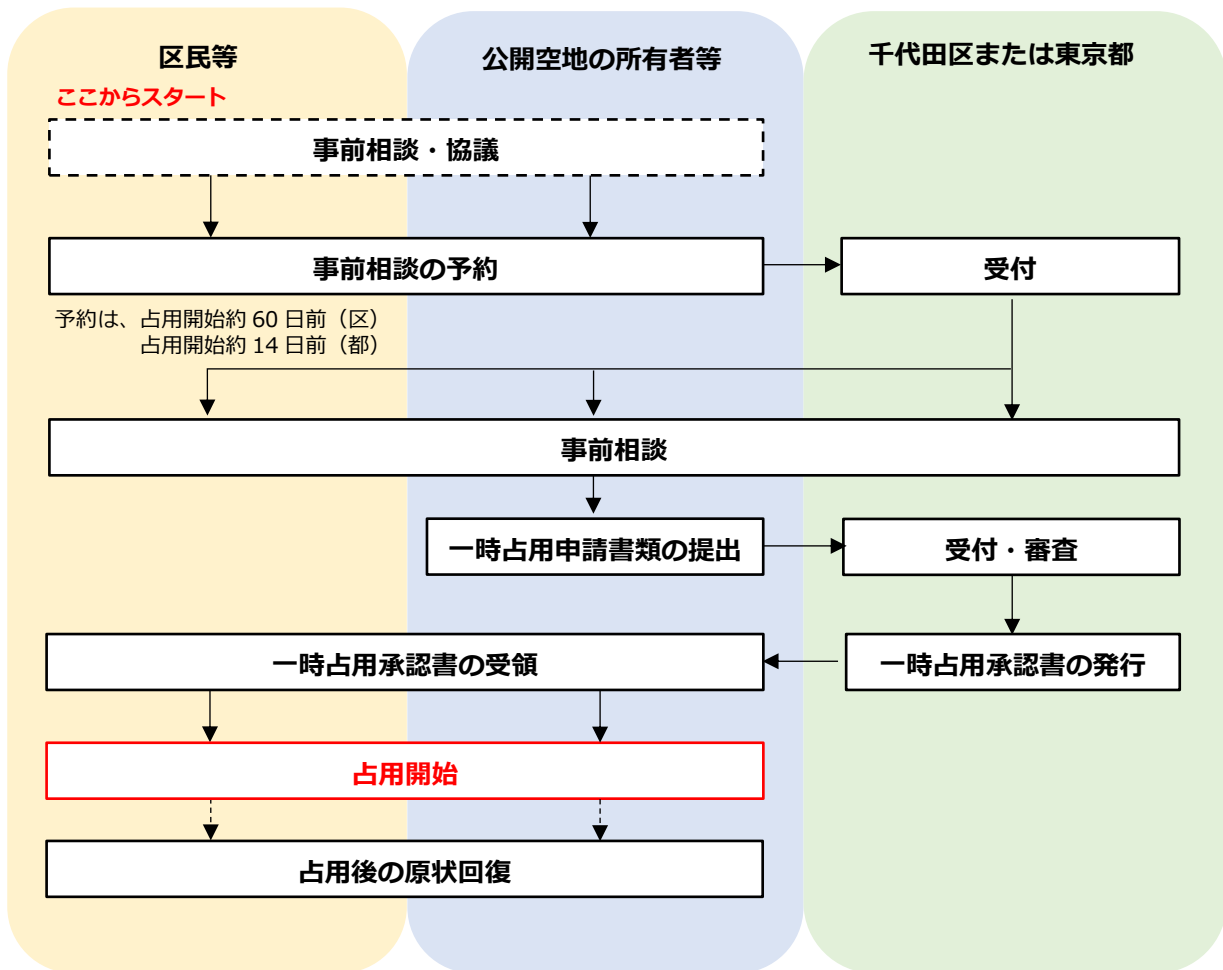 区民等
公開空地の所有者等
千代田区または東京都
ここからスタート
事前相談・協議
事前相談の予約
受付
予約は、占用開始約 60 日前（区）
占用開始約 14 日前（都）
事前相談
一時占用申請書類の提出
受付・審査
一時占用承認書の受領
一時占用承認書の発行
占用開始
占用後の原状回復